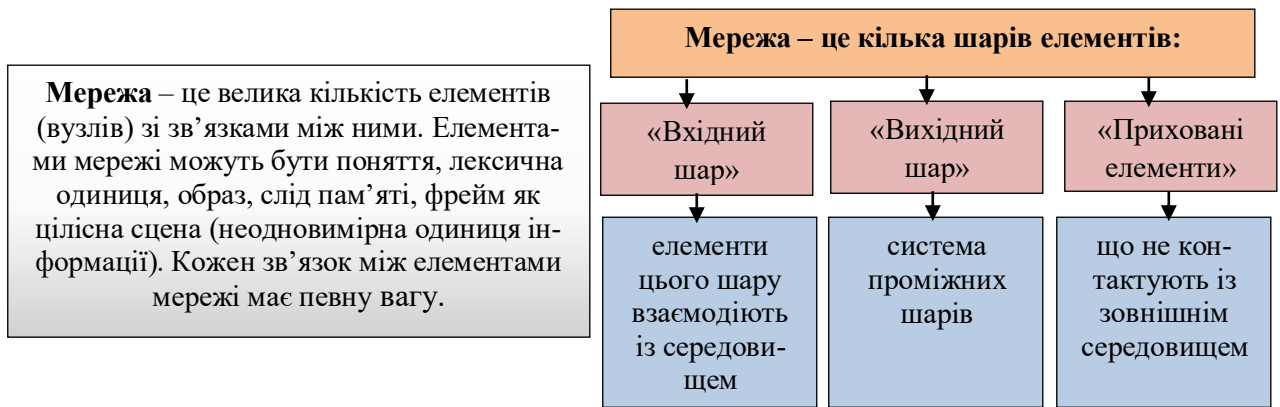 Мережа – це велика кількість елементів
(вузлів) зі зв’язками між ними. Елемента-
ми мережі можуть бути поняття, лексична
одиниця, образ, слід пам’яті, фрейм як
цілісна сцена (неодновимірна одиниця ін-
формації). Кожен зв’язок між елементами
мережі має певну вагу.
Мережа – це кілька шарів елементів:
«Вхідний
шар»
елементи
цього шару
взаємодіють
із середови-
щем
«Вихідний
шар»
система
проміжних
шарів
«Приховані
елементи»
що не кон-
тактують із
зовнішнім
середовищем